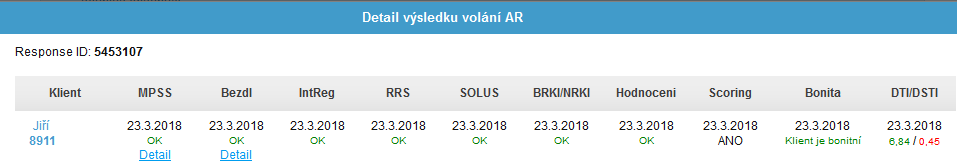 Detail výsledku volání AR
Response ID: 5453107
Klient MPSS Bezdl IntReg RRS SOLUS BRKI/NRKI Hodnoceni Scoring Bonita DTI/DSTI
Jiří 23.3.2018 23.3.2018 23.3.2018 23.3.2018 23.3.2018 23.3.2018 23.3.2018 23.3.2018 23.3.2018 23.3.2018
8911 OK OK OK OK OK OK OK ANO Klient je bonitní 6,84 / 0,45
Detail Detail